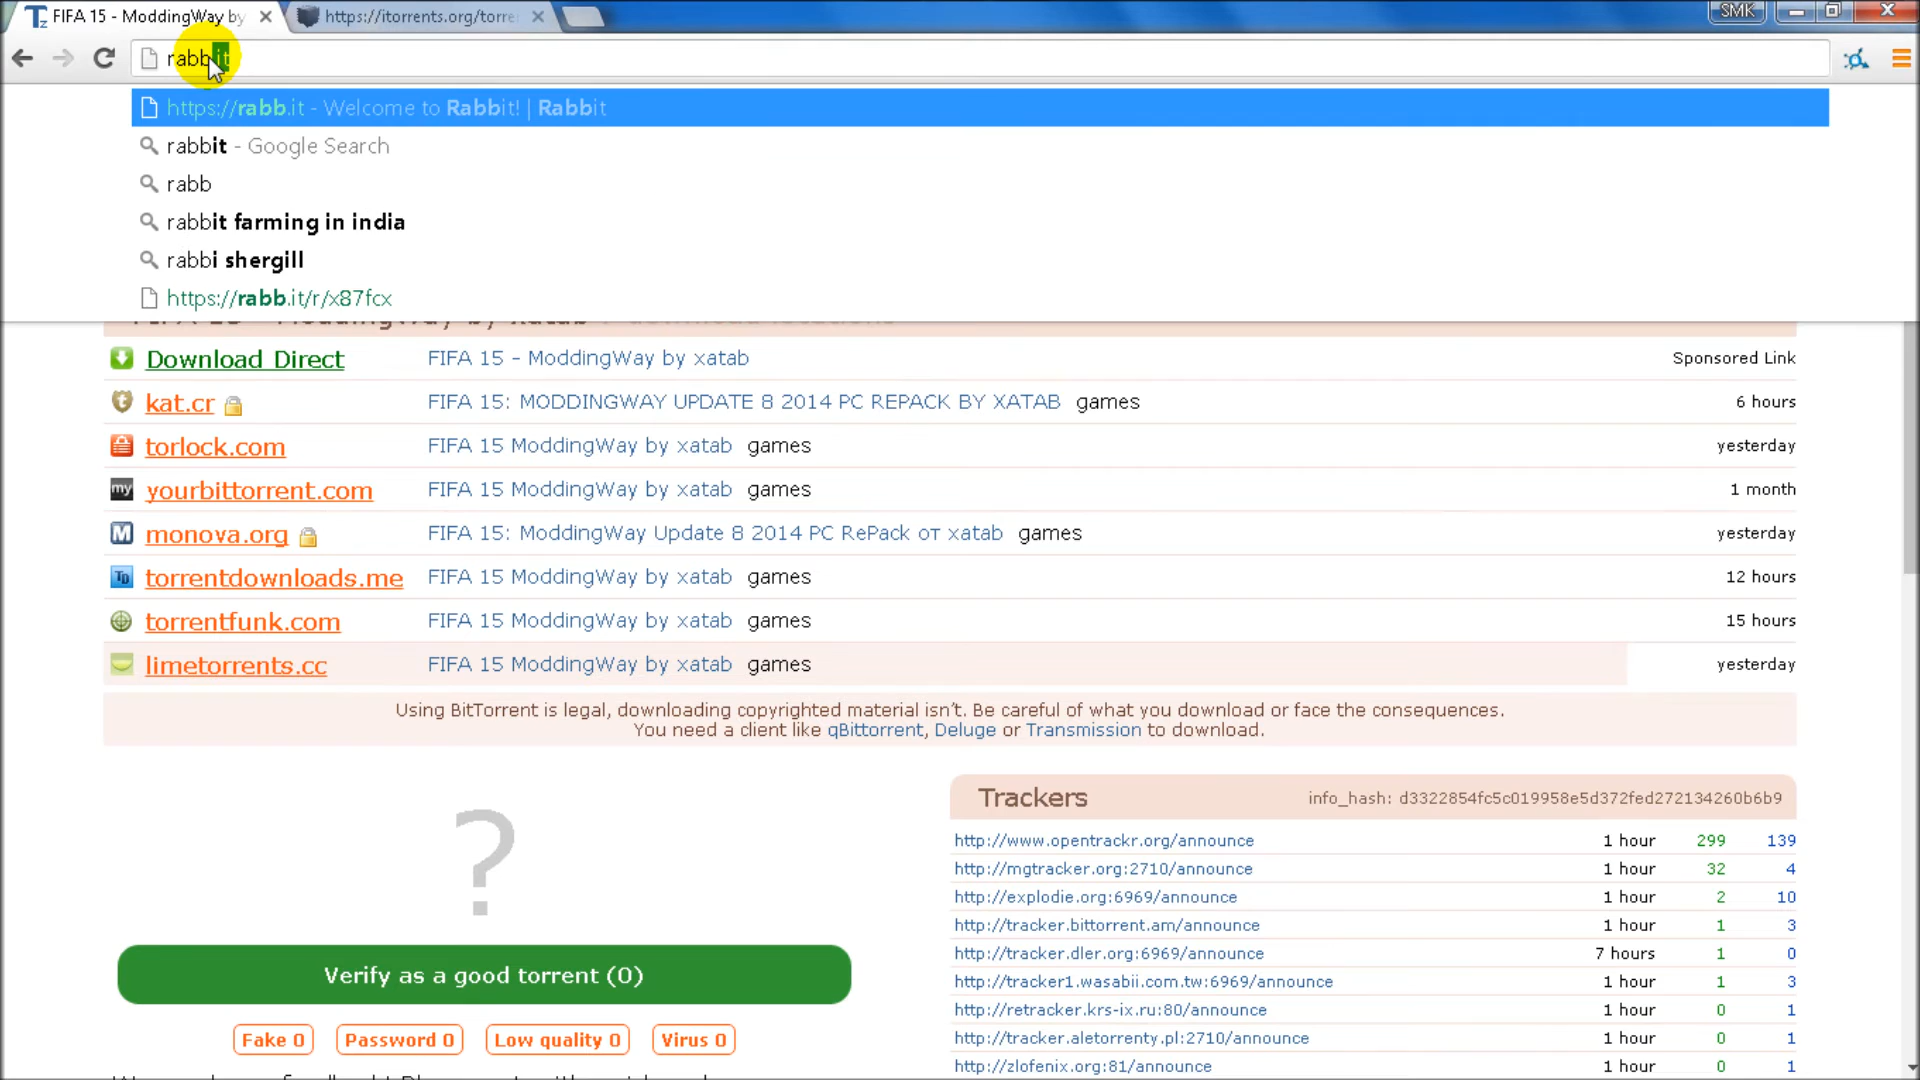 FIFA 15 - ModdingWay by
https://itorrents.org/torre
SMK
rabbit
https://rabb.it - Welcome to Rabbit! | Rabbit
rabbit - Google Search
rabb
rabbit farming in india
rabbi shergill
https://rabb.it/r/x87fcx
Download Direct FIFA 15 - ModdingWay by xatab Sponsored Link
kat.cr FIFA 15: MODDINGWAY UPDATE 8 2014 PC REPACK BY XATAB games 6 hours
torlock.com FIFA 15 ModdingWay by xatab games yesterday
my yourbittorrent.com FIFA 15 ModdingWay by xatab games 1 month
M monova.org FIFA 15: ModdingWay Update 8 2014 PC RePack от xatab games yesterday
TD torrentdownloads.me FIFA 15 ModdingWay by xatab games 12 hours
torrentfunk.com FIFA 15 ModdingWay by xatab games 15 hours
limetorrents.cc FIFA 15 ModdingWay by xatab games yesterday
Using BitTorrent is legal, downloading copyrighted material isn't. Be careful of what you download or face the consequences.
You need a client like qBittorrent, Deluge or Transmission to download.
?
Verify as a good torrent (0)
Fake 0 Password 0 Low quality 0 Virus 0
Trackers info_hash: d3322854fc5c019958e5d372fed272134260b6b9
http://www.opentrackr.org/announce 1 hour 299 139
http://mgtracker.org:2710/announce 1 hour 32 4
http://explodie.org:6969/announce 1 hour 2 10
http://tracker.bittorrent.am/announce 1 hour 1 3
http://tracker.dler.org:6969/announce 7 hours 1 0
http://tracker1.wasabii.com.tw:6969/announce 1 hour 1 3
http://retracker.krs-ix.ru:80/announce 1 hour 0 1
http://tracker.aletorrenty.pl:2710/announce 1 hour 0 1
http://zlofenix.org:81/announce 1 hour 0 1